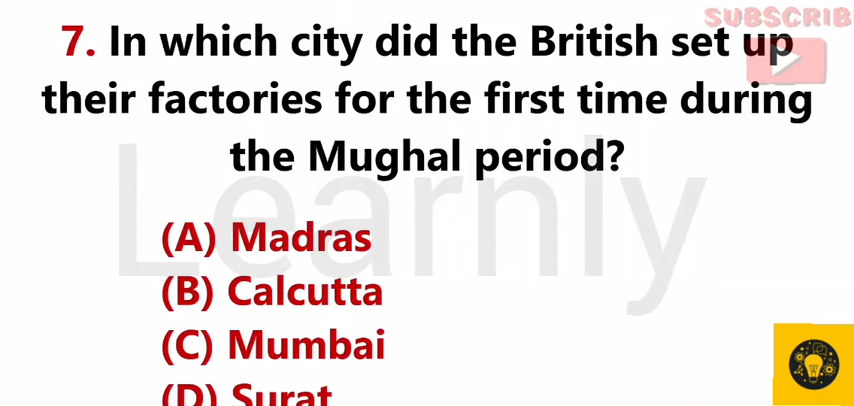 SUBSCRIB
7. In which city did the British set up
their factories for the first time during
the Mughal period?
Learnly
(A) Madras
(B) Calcutta
(C) Mumbai
(D) Surat